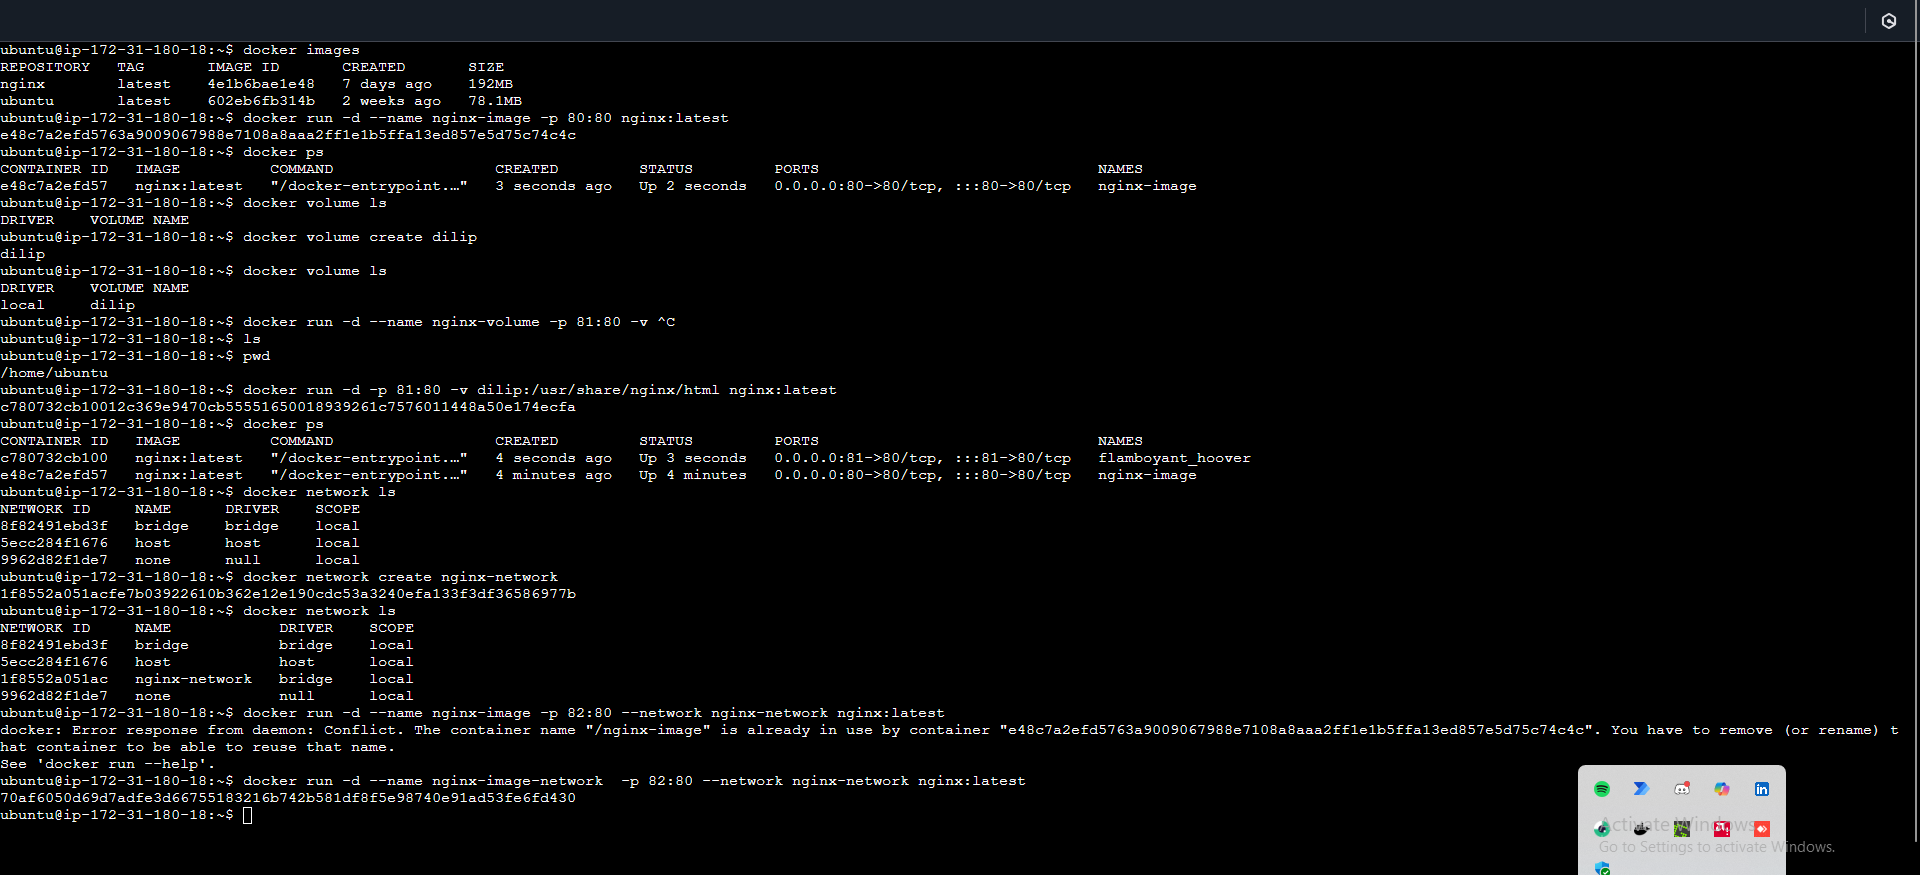 ubuntu@ip-172-31-180-18:~$ docker images
REPOSITORY   TAG       IMAGE ID       CREATED       SIZE
nginx        latest    4e1b6bae1e48   7 days ago    192MB
ubuntu       latest    602eb6fb314b   2 weeks ago   78.1MB
ubuntu@ip-172-31-180-18:~$ docker run -d --name nginx-image -p 80:80 nginx:latest
e48c7a2efd5763a9009067988e7108a8aaa2ff1e1b5ffa13ed857e5d75c74c4c
ubuntu@ip-172-31-180-18:~$ docker ps
CONTAINER ID   IMAGE          COMMAND                  CREATED         STATUS         PORTS                               NAMES
e48c7a2efd57   nginx:latest   "/docker-entrypoint.…"   3 seconds ago   Up 2 seconds   0.0.0.0:80->80/tcp, :::80->80/tcp   nginx-image
ubuntu@ip-172-31-180-18:~$ docker volume ls
DRIVER    VOLUME NAME
ubuntu@ip-172-31-180-18:~$ docker volume create dilip
dilip
ubuntu@ip-172-31-180-18:~$ docker volume ls
DRIVER    VOLUME NAME
local     dilip
ubuntu@ip-172-31-180-18:~$ docker run -d --name nginx-volume -p 81:80 -v ^C
ubuntu@ip-172-31-180-18:~$ ls
ubuntu@ip-172-31-180-18:~$ pwd
/home/ubuntu
ubuntu@ip-172-31-180-18:~$ docker run -d -p 81:80 -v dilip:/usr/share/nginx/html nginx:latest
c780732cb10012c369e9470cb55551650018939261c7576011448a50e174ecfa
ubuntu@ip-172-31-180-18:~$ docker ps
CONTAINER ID   IMAGE          COMMAND                  CREATED         STATUS         PORTS                               NAMES
c780732cb100   nginx:latest   "/docker-entrypoint.…"   4 seconds ago   Up 3 seconds   0.0.0.0:81->80/tcp, :::81->80/tcp   flamboyant_hoover
e48c7a2efd57   nginx:latest   "/docker-entrypoint.…"   4 minutes ago   Up 4 minutes   0.0.0.0:80->80/tcp, :::80->80/tcp   nginx-image
ubuntu@ip-172-31-180-18:~$ docker network ls
NETWORK ID     NAME      DRIVER    SCOPE
8f82491ebd3f   bridge    bridge    local
5ecc284f1676   host      host      local
9962d82f1de7   none      null      local
ubuntu@ip-172-31-180-18:~$ docker network create nginx-network
1f8552a051acfe7b03922610b362e12e190cdc53a3240efa133f3df36586977b
ubuntu@ip-172-31-180-18:~$ docker network ls
NETWORK ID     NAME            DRIVER    SCOPE
8f82491ebd3f   bridge          bridge    local
5ecc284f1676   host            host      local
1f8552a051ac   nginx-network   bridge    local
9962d82f1de7   none            null      local
ubuntu@ip-172-31-180-18:~$ docker run -d --name nginx-image -p 82:80 --network nginx-network nginx:latest
docker: Error response from daemon: Conflict. The container name "/nginx-image" is already in use by container "e48c7a2efd5763a9009067988e7108a8aaa2ff1e1b5ffa13ed857e5d75c74c4c". You have to remove (or rename) t
hat container to be able to reuse that name.
See 'docker run --help'.
ubuntu@ip-172-31-180-18:~$ docker run -d --name nginx-image-network  -p 82:80 --network nginx-network nginx:latest
70af6050d69d7adfe3d66755183216b742b581df8f5e98740e91ad53fe6fd430
ubuntu@ip-172-31-180-18:~$
Activate Windows
Go to Settings to activate Windows.